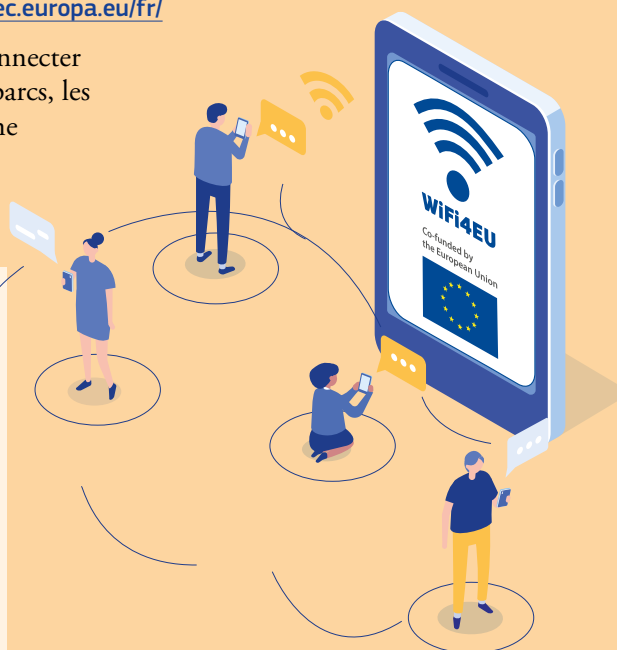 ec.europa.eu/fr/
nnecter
parcs, les
ne
WiFi4EU
Co-funded by
the European Union